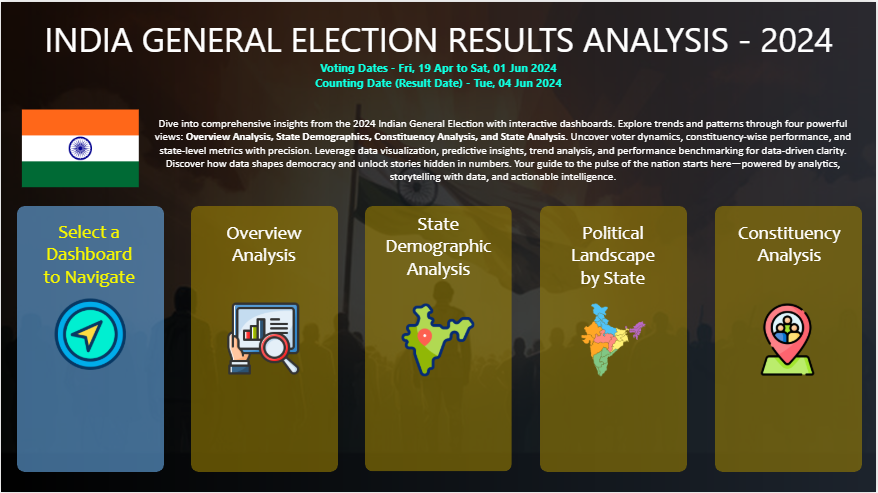 INDIA GENERAL ELECTION RESULTS ANALYSIS - 2024
Voting Dates - Fri, 19 Apr to Sat, 01 Jun 2024
Counting Date (Result Date) - Tue, 04 Jun 2024
Dive into comprehensive insights from the 2024 Indian General Election with interactive dashboards. Explore trends and patterns through four powerful
views: Overview Analysis, State Demographics, Constituency Analysis, and State Analysis. Uncover voter dynamics, constituency-wise performance, and
state-level metrics with precision. Leverage data visualization, predictive insights, trend analysis, and performance benchmarking for data-driven clarity.
Discover how data shapes democracy and unlock stories hidden in numbers. Your guide to the pulse of the nation starts here—powered by analytics,
storytelling with data, and actionable intelligence.
Select a
Dashboard
to Navigate
Overview
Analysis
State
Demographic
Analysis
Political
Landscape
by State
Constituency
Analysis